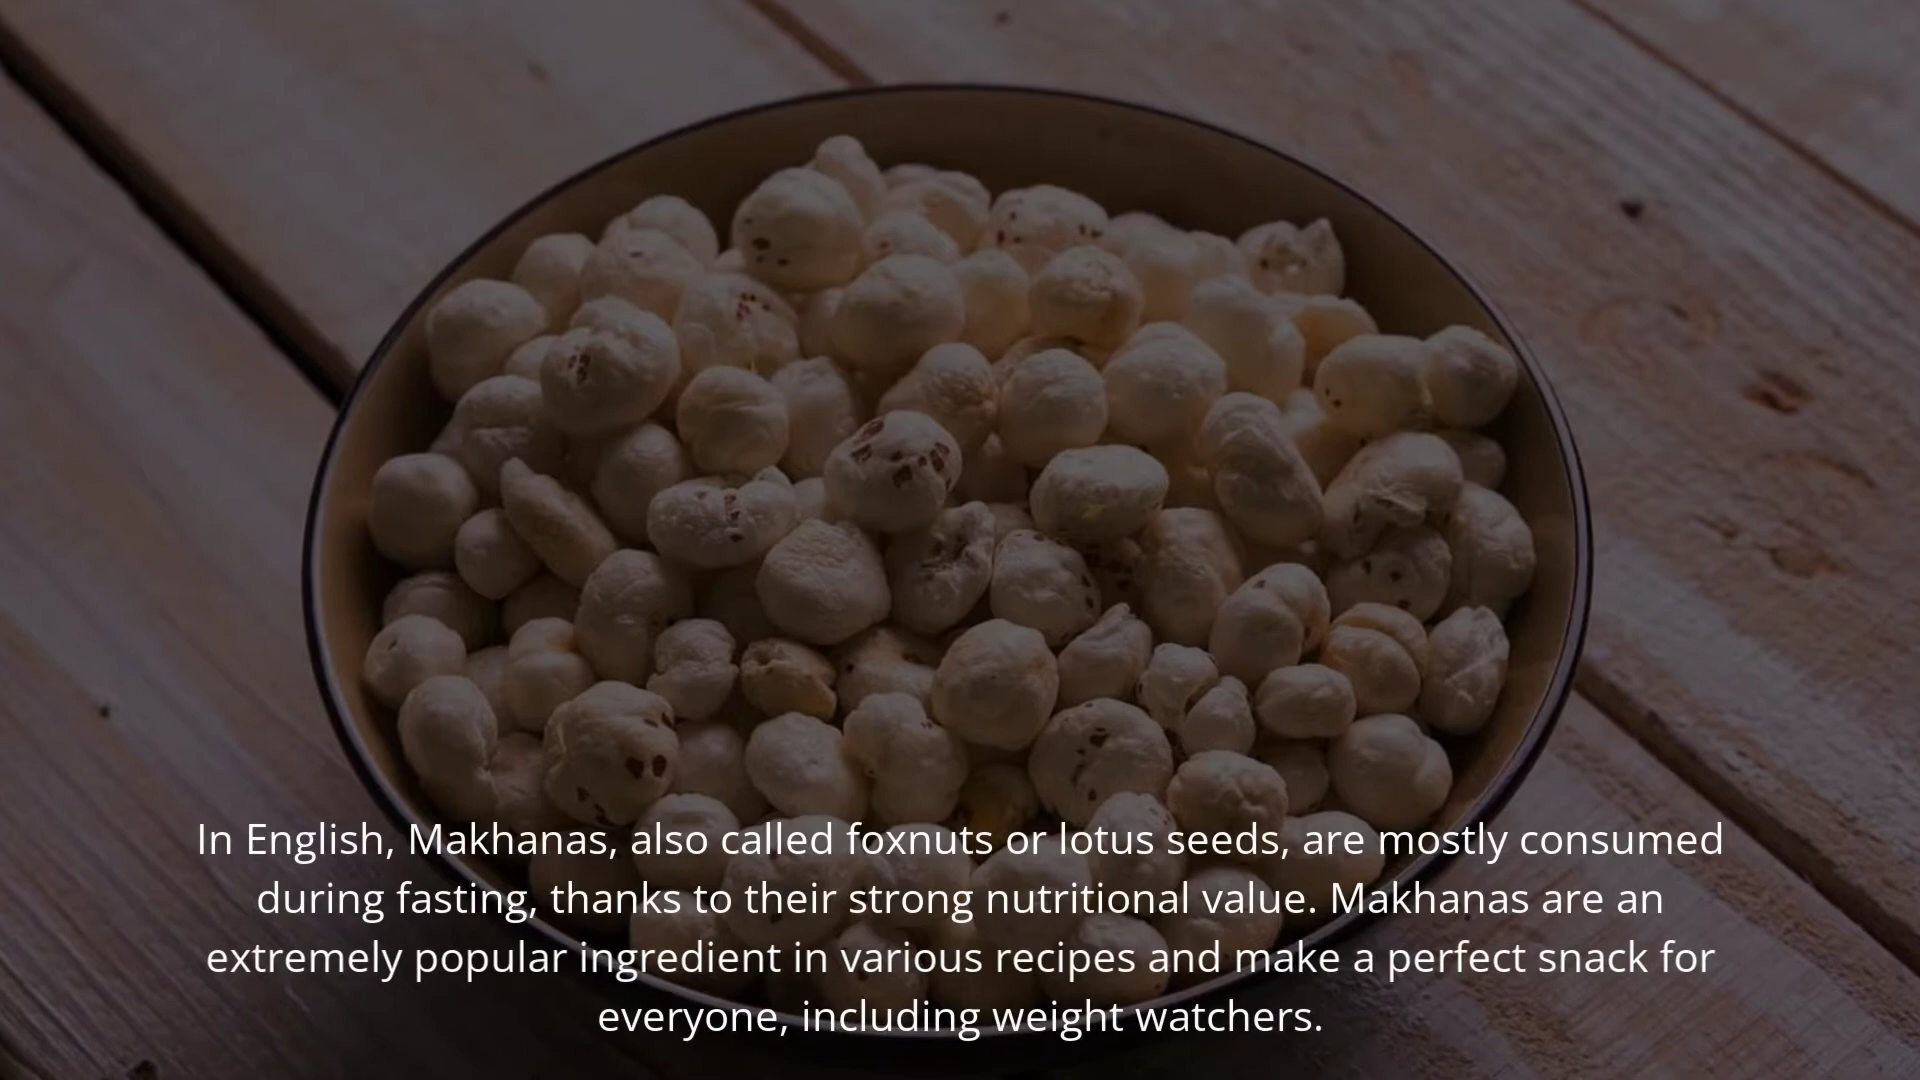 In English, Makhanas, also called foxnuts or lotus seeds, are mostly consumed
during fasting, thanks to their strong nutritional value. Makhanas are an
extremely popular ingredient in various recipes and make a perfect snack for
everyone, including weight watchers.